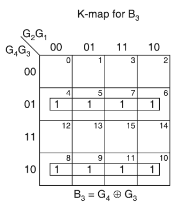 K-map for B₃
G₂G₁
G₄G₃ 00 01 11 10
0 1 3 2
00
4 5 7 6
01 1 1 1 1
12 13 15 14
11
8 9 11 10
10 1 1 1 1
B₃ = G₄ ⊕ G₃